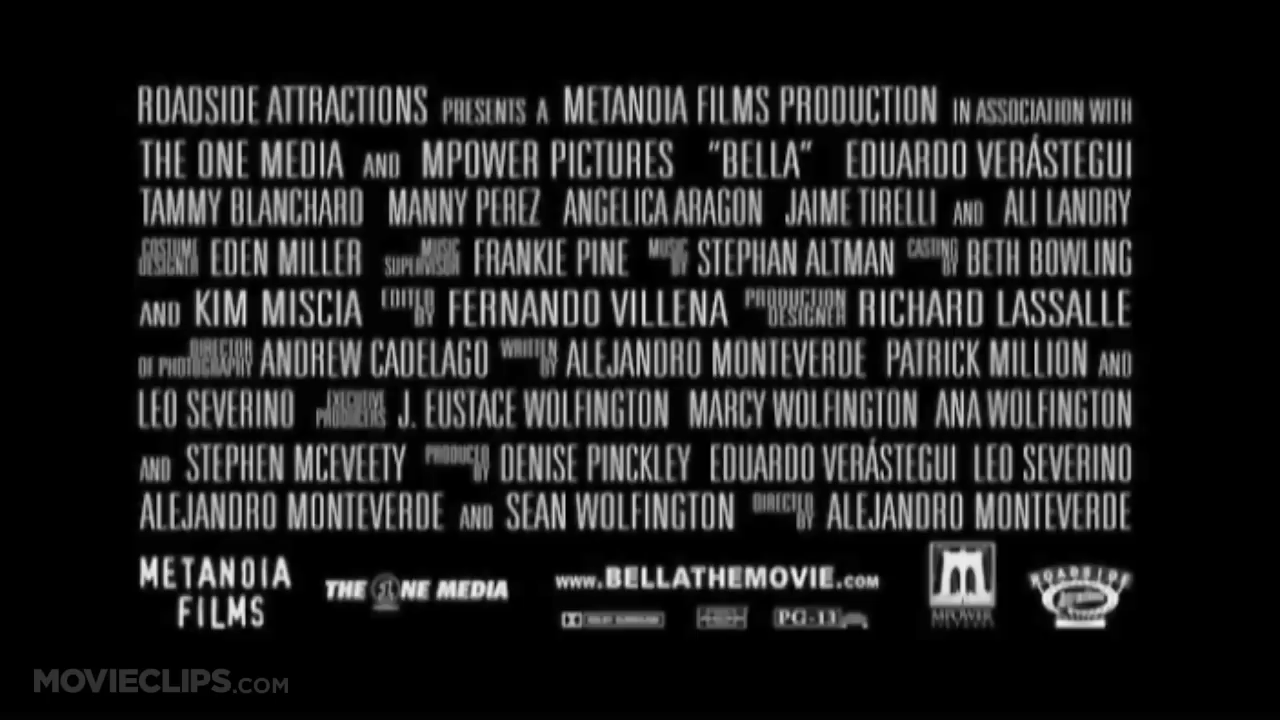 ROADSIDE ATTRACTIONS PRESENTS A METANOIA FILMS PRODUCTION IN ASSOCIATION WITH
THE ONE MEDIA AND MPOWER PICTURES "BELLA" EDUARDO VERÁSTEGUI
TAMMY BLANCHARD MANNY PEREZ ANGELICA ARAGON JAIME TIRELLI AND ALI LANDRY
COSTUME DESIGNER EDEN MILLER MUSIC SUPERVISOR FRANKIE PINE MUSIC BY STEPHAN ALTMAN CASTING BY BETH BOWLING
AND KIM MISCIA EDITED BY FERNANDO VILLENA PRODUCTION DESIGNER RICHARD LASSALLE
DIRECTOR OF PHOTOGRAPHY ANDREW CADELAGO WRITTEN BY ALEJANDRO MONTEVERDE PATRICK MILLION AND
LEO SEVERINO EXECUTIVE PRODUCERS J. EUSTACE WOLFINGTON MARCY WOLFINGTON ANA WOLFINGTON
AND STEPHEN MCEVEETY PRODUCED BY DENISE PINCKLEY EDUARDO VERÁSTEGUI LEO SEVERINO
ALEJANDRO MONTEVERDE AND SEAN WOLFINGTON DIRECTED BY ALEJANDRO MONTEVERDE
METANOIA FILMS
THE ONE MEDIA
www.BELLATHEMOVIE.com
PG-13
MPOWER PICTURES
ROADSIDE
MOVIECLIPS.COM